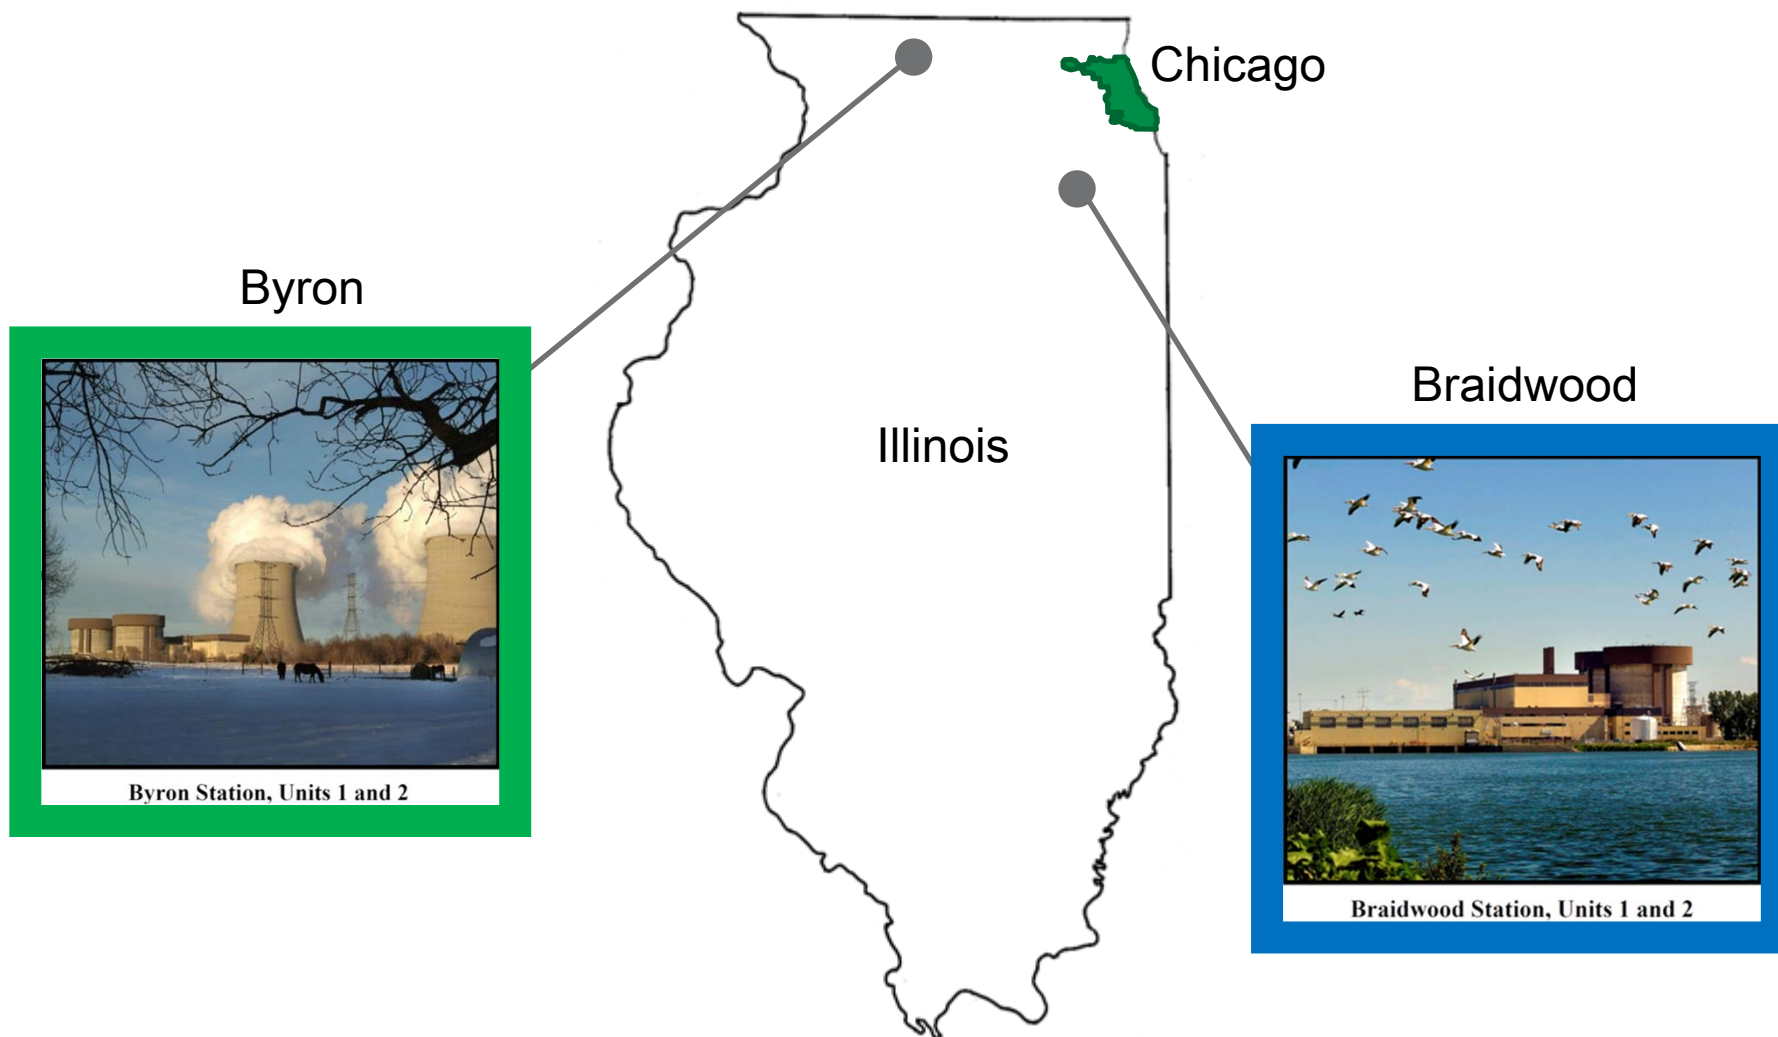 Chicago
Byron
Braidwood
Illinois
Byron Station, Units 1 and 2
Braidwood Station, Units 1 and 2